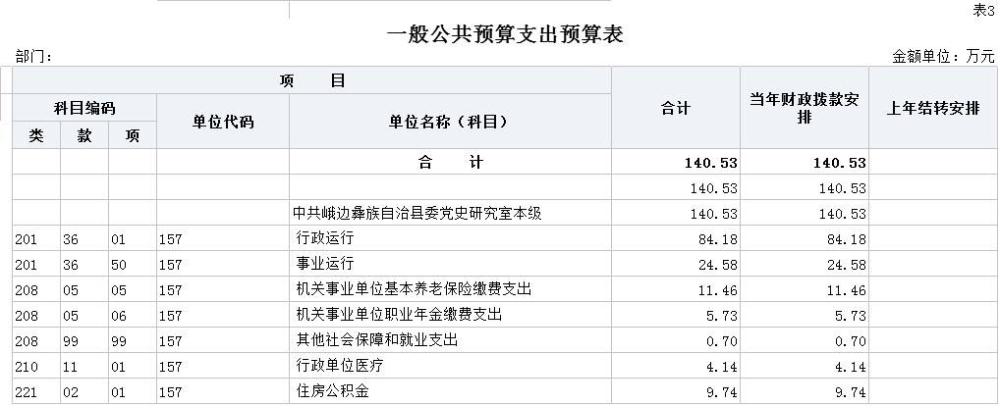 表3
一般公共预算支出预算表
部门：
金额单位：万元
项 目 合计 当年财政拨款安排 上年结转安排
科目编码 单位代码 单位名称（科目）
类 款 项
合 计 140.53 140.53
140.53 140.53
中共峨边彝族自治县委党史研究室本级 140.53 140.53
201 36 01 157 行政运行 84.18 84.18
201 36 50 157 事业运行 24.58 24.58
208 05 05 157 机关事业单位基本养老保险缴费支出 11.46 11.46
208 05 06 157 机关事业单位职业年金缴费支出 5.73 5.73
208 99 99 157 其他社会保障和就业支出 0.70 0.70
210 11 01 157 行政单位医疗 4.14 4.14
221 02 01 157 住房公积金 9.74 9.74